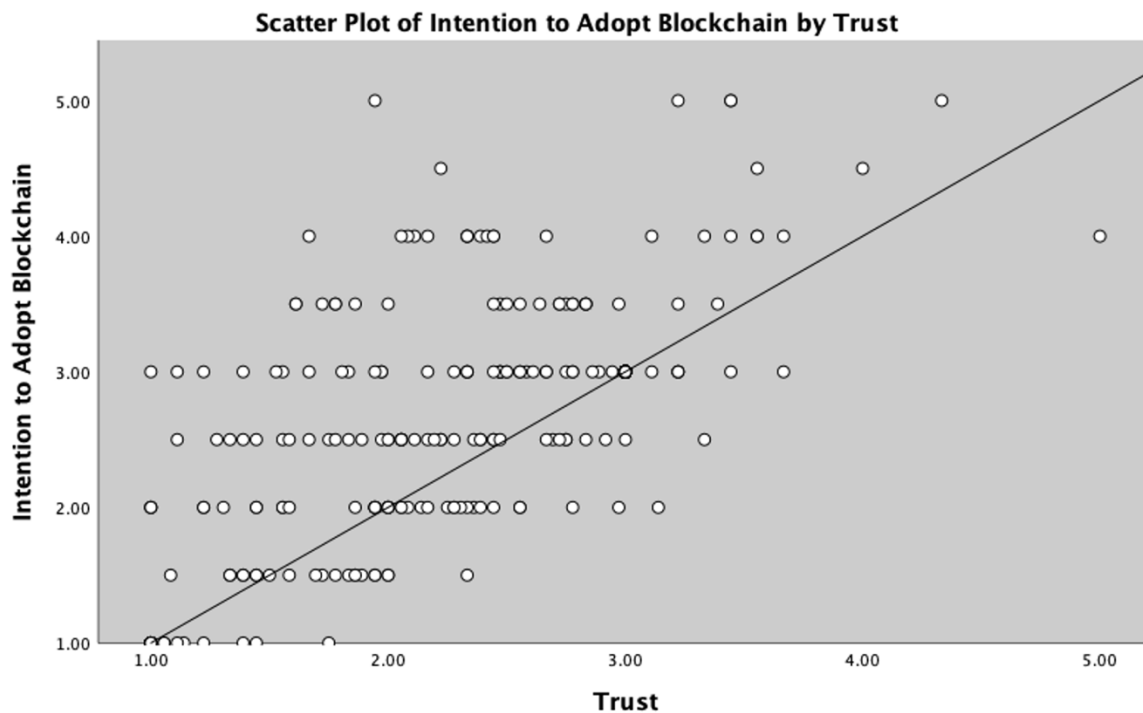 Scatter Plot of Intention to Adopt Blockchain by Trust
Intention to Adopt Blockchain
5.00
4.00
3.00
2.00
1.00
1.00 2.00 3.00 4.00 5.00
Trust